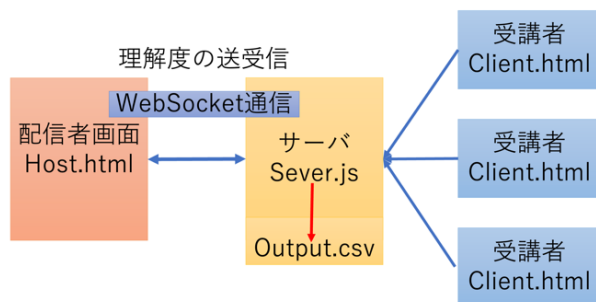 理解度の送受信
WebSocket通信
配信者画面
Host.html
サーバ
Sever.js
Output.csv
受講者
Client.html
受講者
Client.html
受講者
Client.html